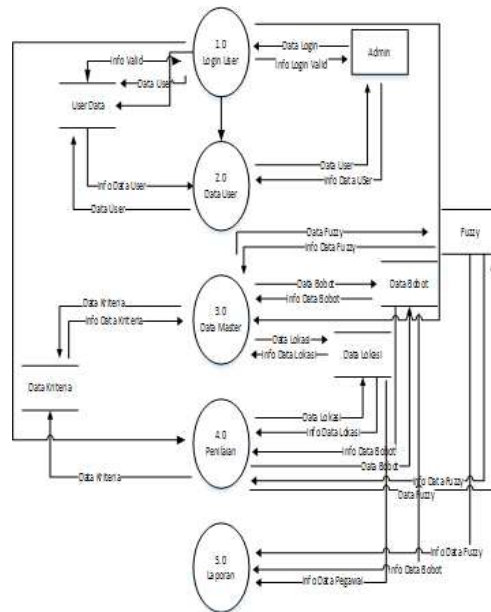 1.0
Login User
Data Login
Info Login Valid
Admin
Info Valid
Data User
User Data
2.0
Data User
Data User
Info Data USer
Info Data User
Data User
Data Fuzzy
Info Data Fuzzy
Fuzzy
3.0
Data Master
Data Bobot
Info Data Bobot
Data Bobot
Data Kriteria
Info Data Kriteria
Data Lokasi
Info Data Lokasi
Data Lokasi
Data Kriteria
4.0
Penilaian
Data Lokasi
Info Data Lokasi
Info Data Bobot
Data Bobot
Data Kriteria
Info Data Fuzzy
Data Fuzzy
5.0
Laporan
Info Data Fuzzy
Info Data Bobot
Info Data Pegawai